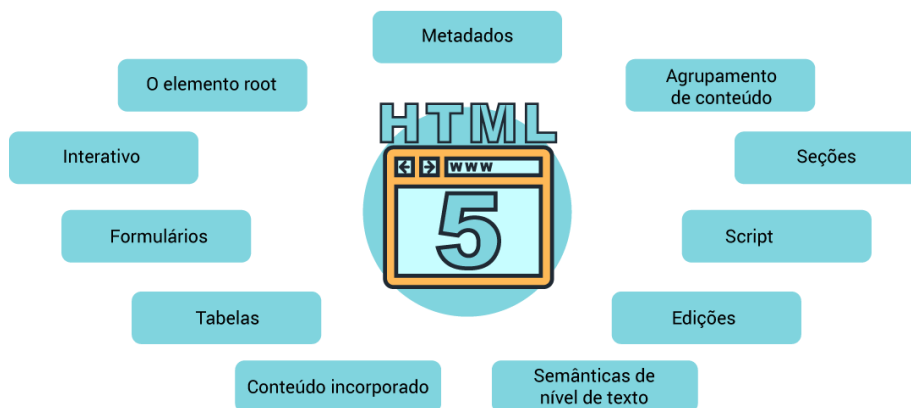 Metadados
O elemento root
Agrupamento
de conteúdo
HTML
Interativo
WWW
Seções
5
Formulários
Script
Tabelas
Edições
Conteúdo incorporado
Semânticas de
nível de texto